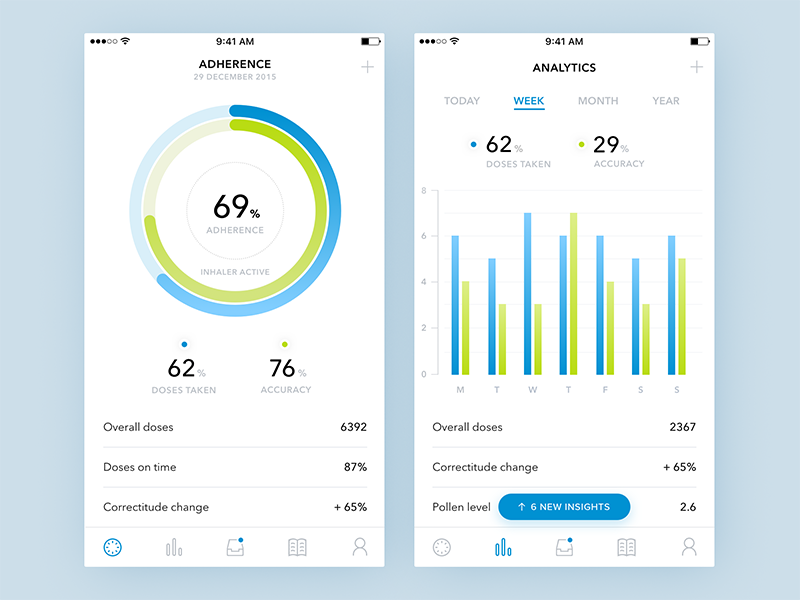 9:41 AM
ADHERENCE
29 DECEMBER 2015
69%
ADHERENCE
INHALER ACTIVE
62%
DOSES TAKEN
76%
ACCURACY
Overall doses 6392
Doses on time 87%
Correctitude change + 65%
9:41 AM
ANALYTICS
TODAY WEEK MONTH YEAR
62%
DOSES TAKEN
29%
ACCURACY
8
6
4
2
0
M T W T F S S
Overall doses 2367
Correctitude change + 65%
Pollen level ↑ 6 NEW INSIGHTS 2.6